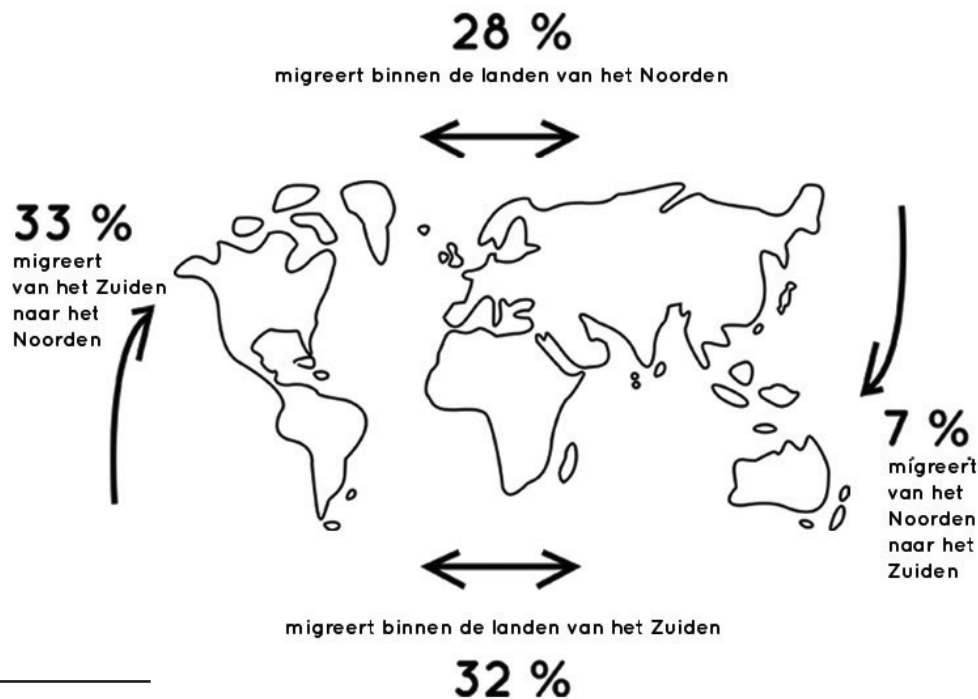 28 %
migreert binnen de landen van het Noorden
33 %
migreert
van het Zuiden
naar het
Noorden
7 %
migreert
van het
Noorden
naar het
Zuiden
migreert binnen de landen van het Zuiden
32 %